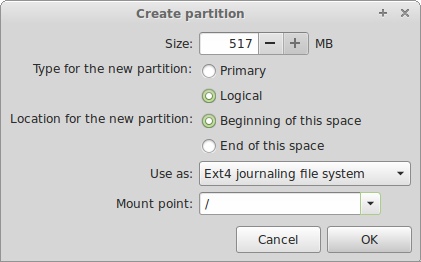 Create partition
Size: 517 MB
Type for the new partition: Primary
Logical
Location for the new partition: Beginning of this space
End of this space
Use as: Ext4 journaling file system
Mount point: /
Cancel OK